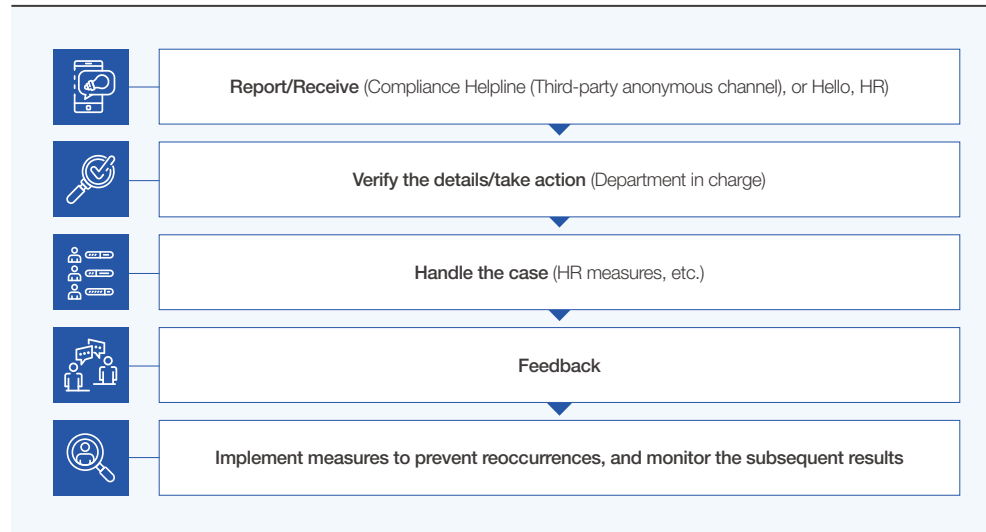 Report/Receive (Compliance Helpline (Third-party anonymous channel), or Hello, HR)
Verify the details/take action (Department in charge)
Handle the case (HR measures, etc.)
Feedback
Implement measures to prevent reoccurrences, and monitor the subsequent results